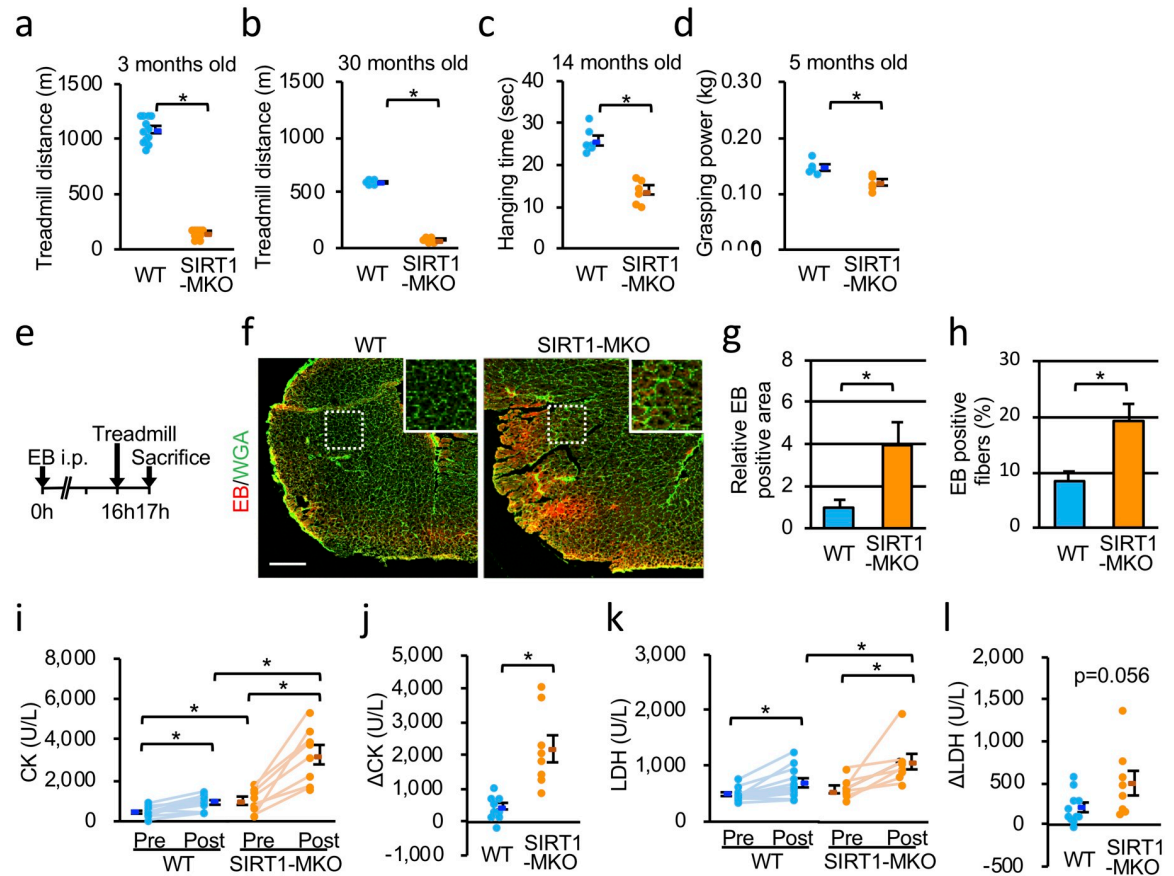 a
3 months old
Treadmill distance (m)
1500
1000
500
0
*
WT
SIRT1
-MKO
b
30 months old
Treadmill distance (m)
1500
1000
500
0
*
WT
SIRT1
-MKO
c
14 months old
Hanging time (sec)
40
30
20
10
0
*
WT
SIRT1
-MKO
d
5 months old
Grasping power (kg)
0.30
0.20
0.10
0
*
WT
SIRT1
-MKO
e
Treadmill
EB i.p.
Sacrifice
0h
16h17h
f
WT
SIRT1-MKO
EB/WGA
g
Relative EB
positive area
8
6
4
2
0
*
WT
SIRT1
-MKO
h
EB positive
fibers (%)
30
20
10
0
*
WT
SIRT1
-MKO
i
CK (U/L)
8,000
6,000
4,000
2,000
0
*
*
*
*
Pre Post Pre Post
WT SIRT1-MKO
j
ΔCK (U/L)
5,000
4,000
3,000
2,000
1,000
0
-1,000
*
WT
SIRT1
-MKO
k
LDH (U/L)
3,000
2,000
1,000
0
*
*
*
Pre Post Pre Post
WT SIRT1-MKO
l
ΔLDH (U/L)
2,000
1,500
1,000
500
0
-500
p=0.056
WT
SIRT1
-MKO